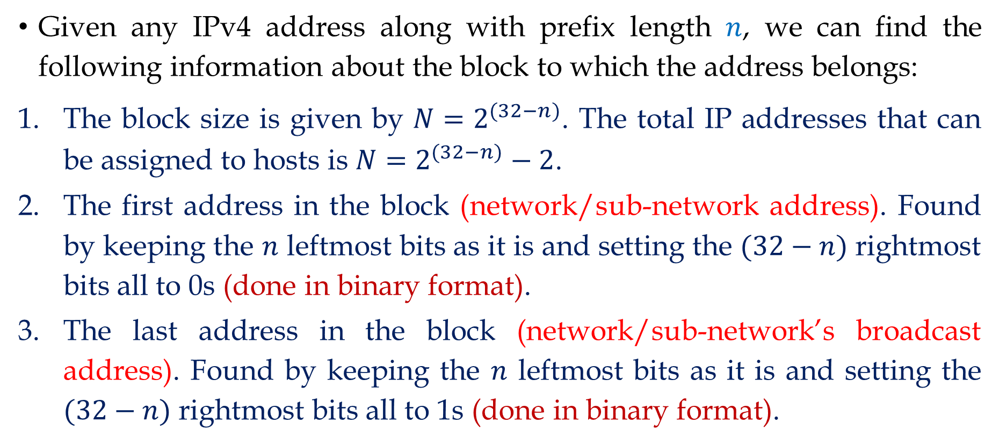 • Given any IPv4 address along with prefix length n, we can find the
following information about the block to which the address belongs:
1. The block size is given by N = 2^(32−n). The total IP addresses that can
be assigned to hosts is N = 2^(32−n) − 2.
2. The first address in the block (network/sub-network address). Found
by keeping the n leftmost bits as it is and setting the (32 − n) rightmost
bits all to 0s (done in binary format).
3. The last address in the block (network/sub-network’s broadcast
address). Found by keeping the n leftmost bits as it is and setting the
(32 − n) rightmost bits all to 1s (done in binary format).